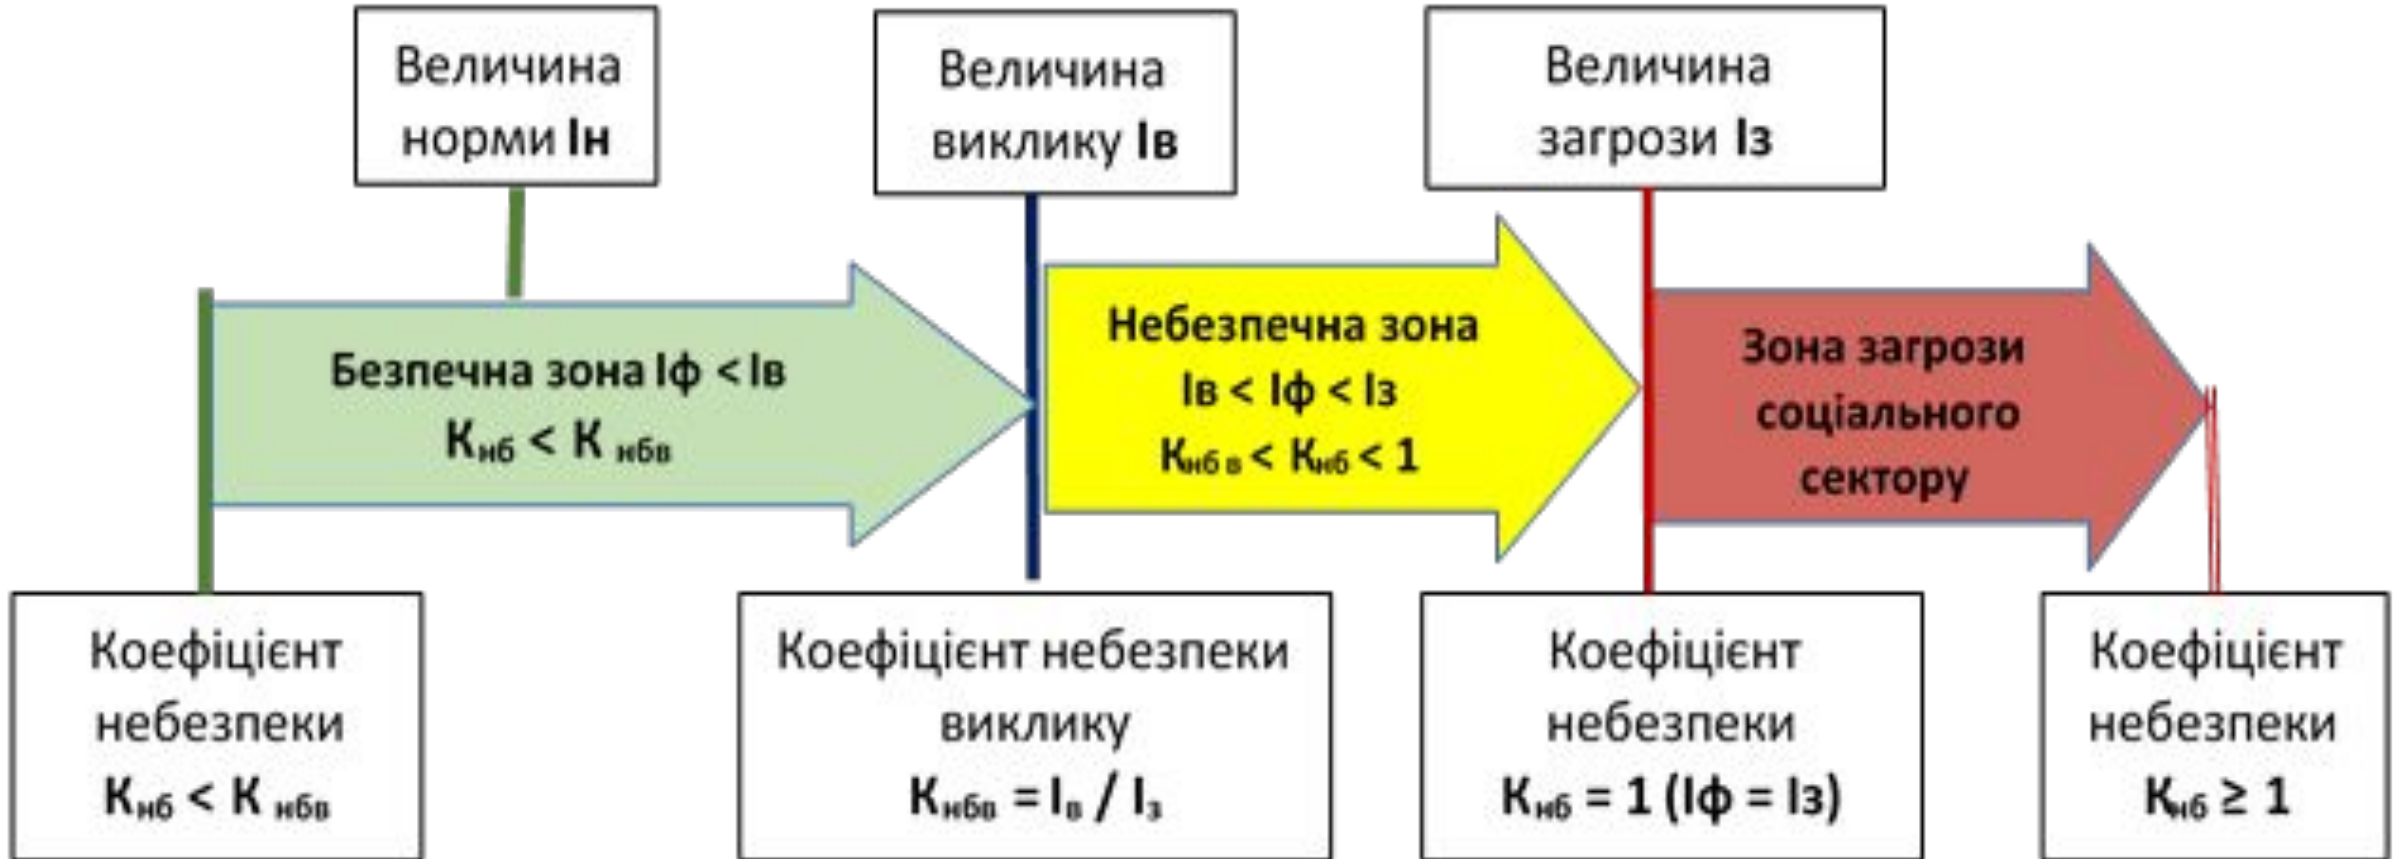 Величина
норми Ін
Величина
виклику Ів
Величина
загрози Із
Безпечна зона Іф < Ів
Кнб < К нбв
Небезпечна зона
Ів < Іф < Із
Кнб в < Кнб < 1
Зона загрози
соціального
сектору
Коефіцієнт
небезпеки
Кнб < К нбв
Коефіцієнт небезпеки
виклику
Кнбв = Ів / Із
Коефіцієнт
небезпеки
Кнб = 1 (Іф = Із)
Коефіцієнт
небезпеки
Кнб ≥ 1